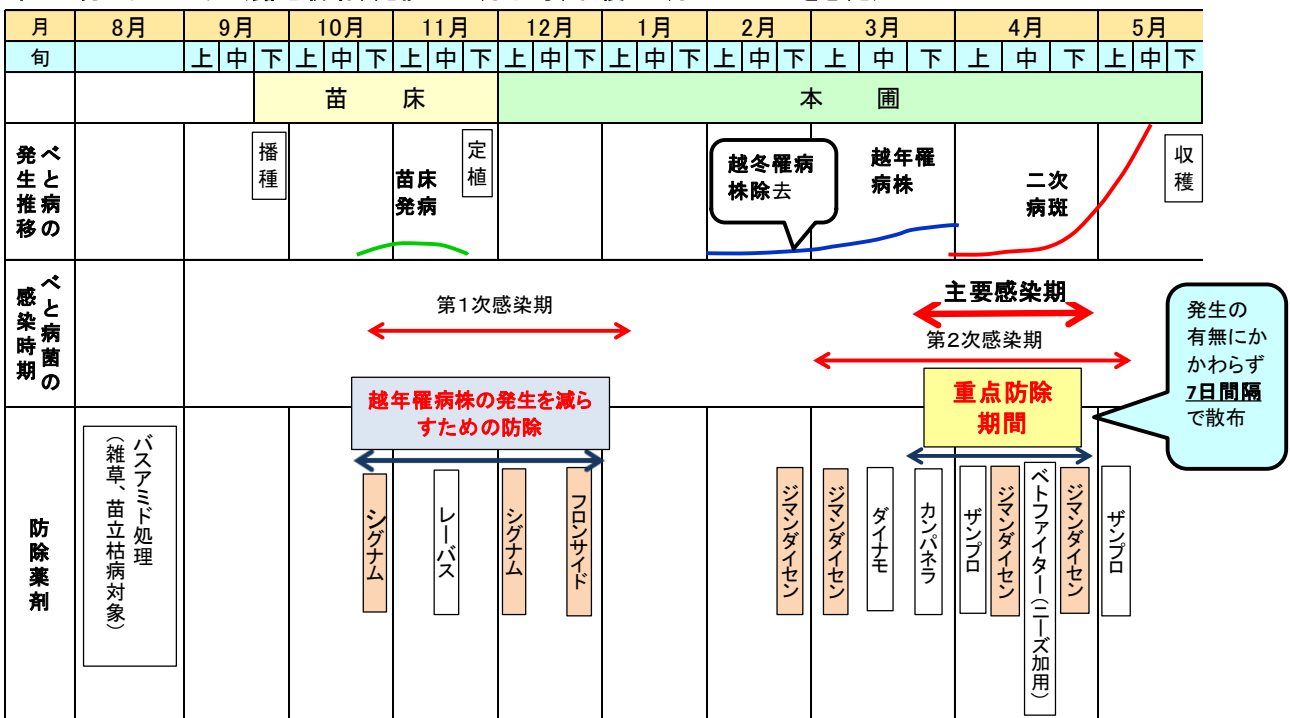 月 8月 9月 10月 11月 12月 1月 2月 3月 4月 5月
旬 上 中 下 上 中 下 上 中 下 上 中 下 上 中 下 上 中 下 上 中 下 上 中 下 上 中 下
苗 床 本 圃
べと病の
発生推移
播種
苗床
発病
定植
越冬罹病
株除去
越年罹
病株
二次
病斑
収穫
べと病菌の
感染時期
第1次感染期
主要感染期
第2次感染期
発生の
有無にか
かわらず
7日間隔
で散布
越年罹病株の発生を減ら
すための防除
重点防除
期間
防除薬剤
バスアミド処理
(雑草、苗立枯病対象)
シグナム
レーバス
シグナム
フロンサイド
ジマンダイセン
ジマンダイセン
ダイナモ
カンパネラ
ザンプロ
ジマンダイセン
ベトファイター(ニーズ加用)
ジマンダイセン
ザンプロ